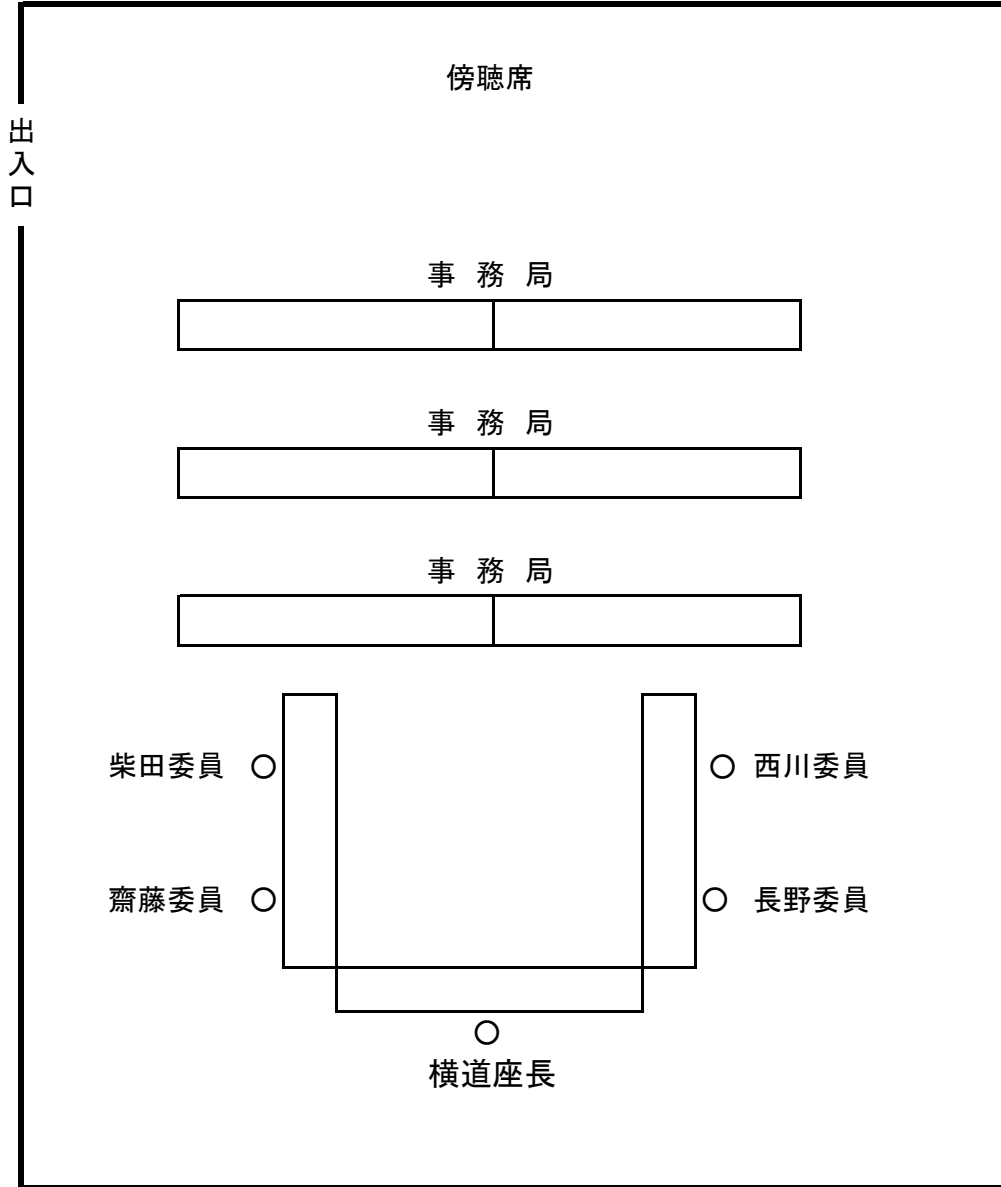 傍聴席
出入口
事 務 局
事 務 局
事 務 局
柴田委員 ○
○ 西川委員
齋藤委員 ○
○ 長野委員
○
横道座長